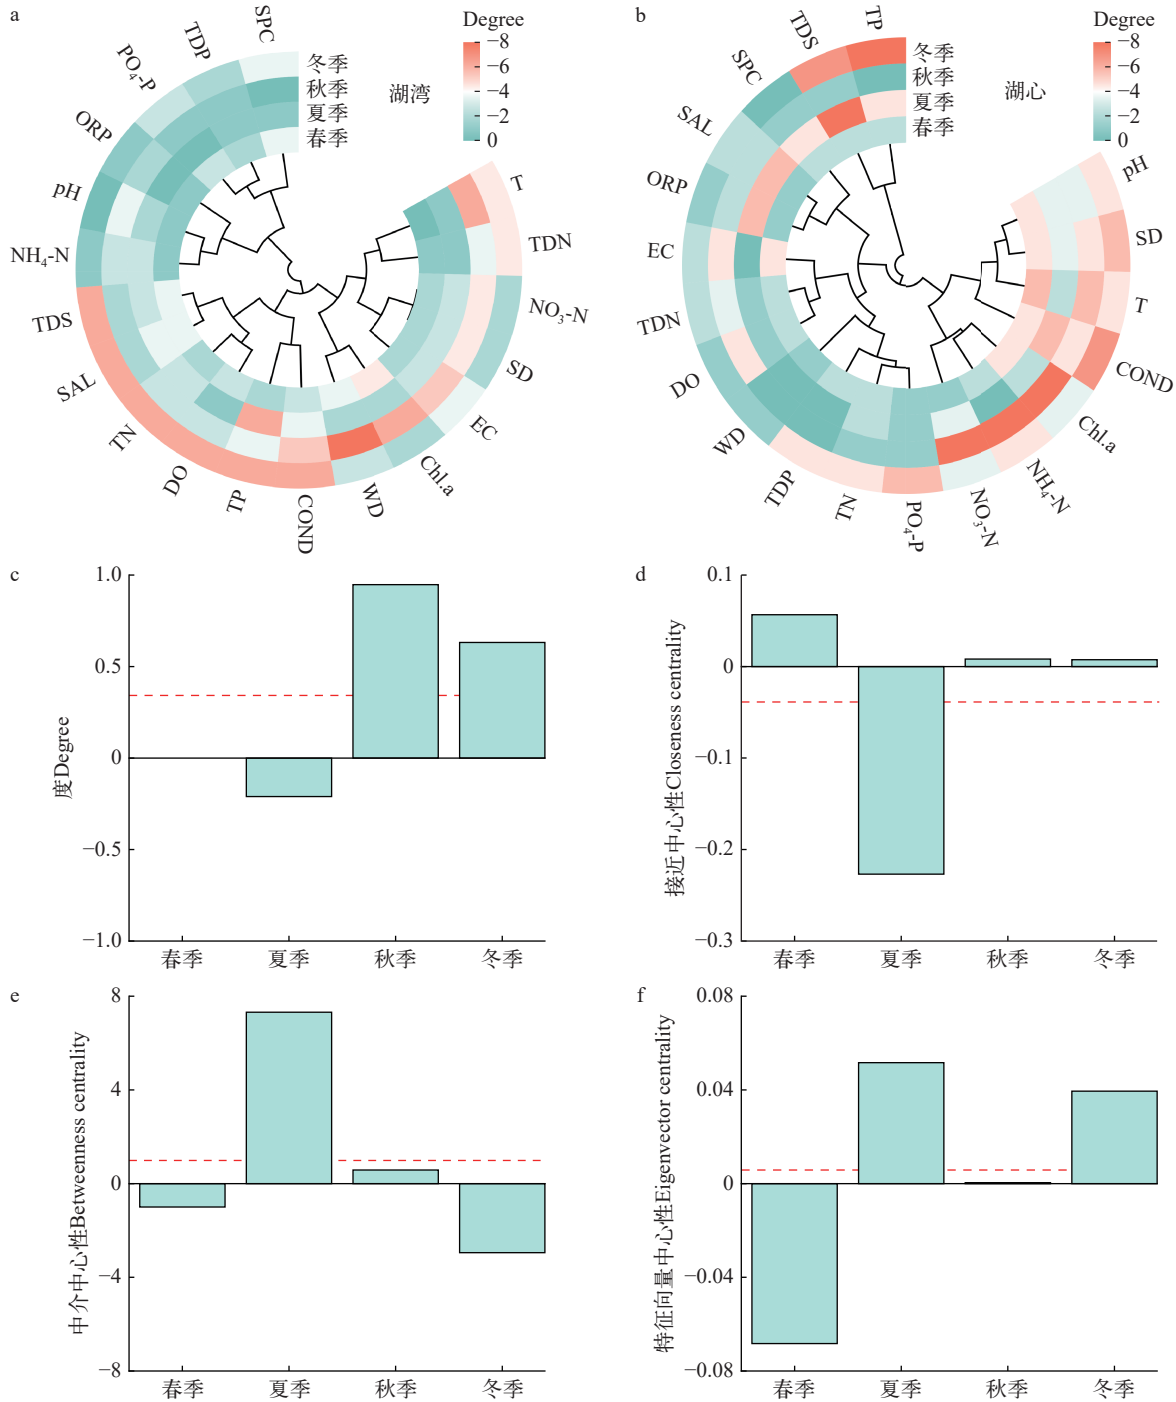 a
SPC
TDP
PO₄-P
ORP
pH
NH₄-N
TDS
SAL
TN
DO
TP
COND
WD
Chl.a
EC
SD
NO₃-N
TDN
T
冬季
秋季
夏季
春季
湖湾
Degree
−8
−6
−4
−2
0
b
TP
TDS
SPC
SAL
ORP
EC
TDN
DO
WD
TDP
TN
PO₄-P
NO₃-N
NH₄-N
Chl.a
COND
T
SD
pH
冬季
秋季
夏季
春季
湖心
Degree
−8
−6
−4
−2
0
c
度Degree
1.0
0.5
0
−0.5
−1.0
春季 夏季 秋季 冬季
d
接近中心性Closeness centrality
0.1
0
−0.1
−0.2
−0.3
春季 夏季 秋季 冬季
e
中介中心性Betweenness centrality
8
4
0
−4
−8
春季 夏季 秋季 冬季
f
特征向量中心性Eigenvector centrality
0.08
0.04
0
−0.04
−0.08
春季 夏季 秋季 冬季